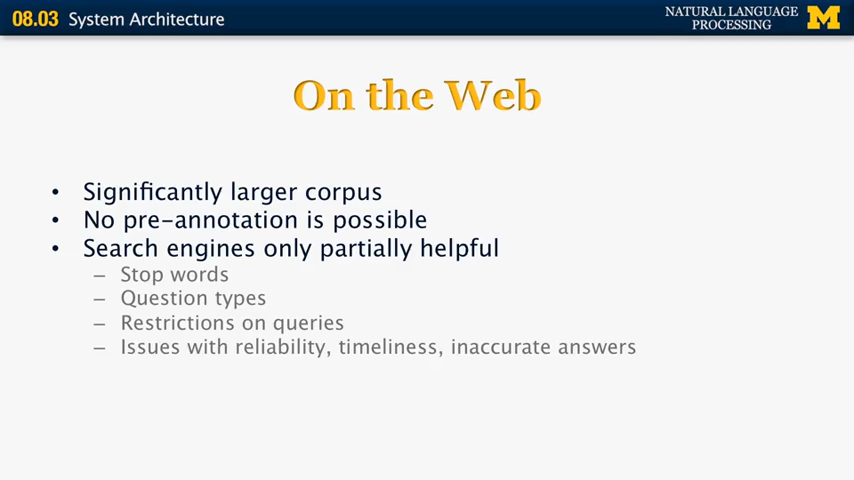 08.03 System Architecture
NATURAL LANGUAGE
PROCESSING
M
On the Web
• Significantly larger corpus
• No pre-annotation is possible
• Search engines only partially helpful
– Stop words
– Question types
– Restrictions on queries
– Issues with reliability, timeliness, inaccurate answers